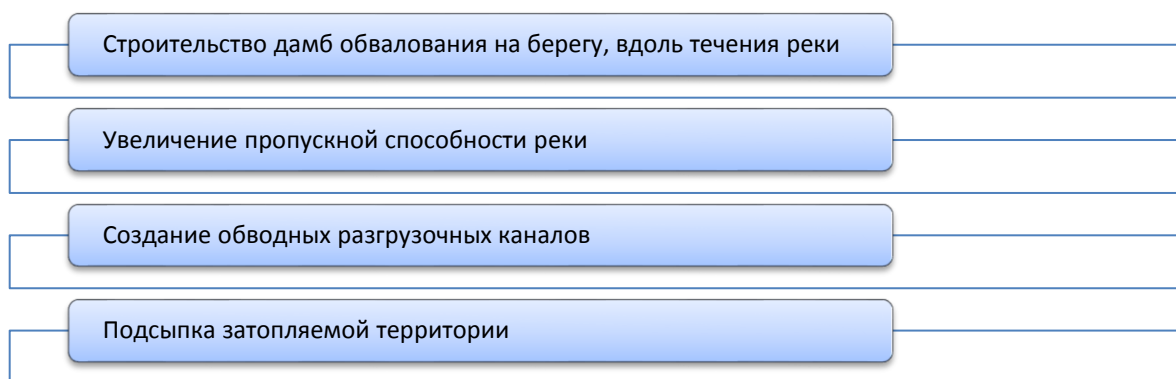 Строительство дамб обвалования на берегу, вдоль течения реки
Увеличение пропускной способности реки
Создание обводных разгрузочных каналов
Подсыпка затопляемой территории